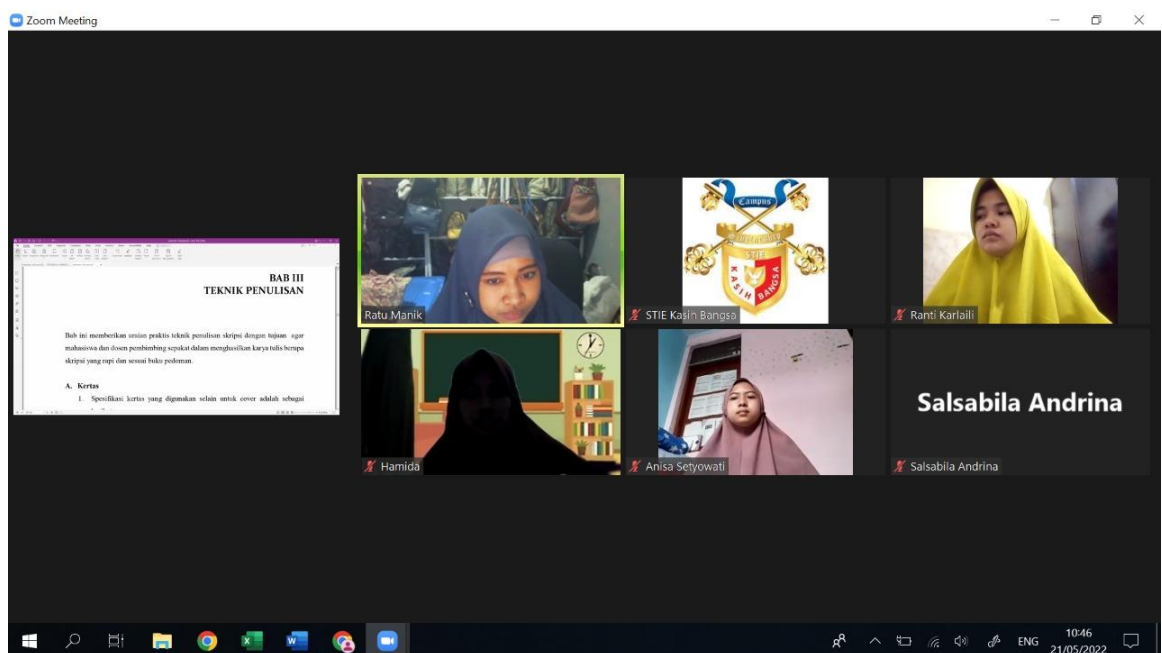 Zoom Meeting
BAB III
TEKNIK PENULISAN
Bab ini memberikan uraian praktis teknik penulisan skripsi dengan tujuan agar
mahasiswa dan dosen pembimbing sepakat dalam menghasilkan karya tulis berupa
skripsi yang rapi dan sesuai buku pedoman.
A. Kertas
1. Spesifikasi kertas yang digunakan selain untuk cover adalah sebagai
Ratu Manik
Campus
STIE
KASIH BANGSA
STIE Kasih Bangsa
Ranti Karlaili
Hamida
Anisa Setyowati
Salsabila Andrina
Salsabila Andrina
ENG
10:46
21/05/2022